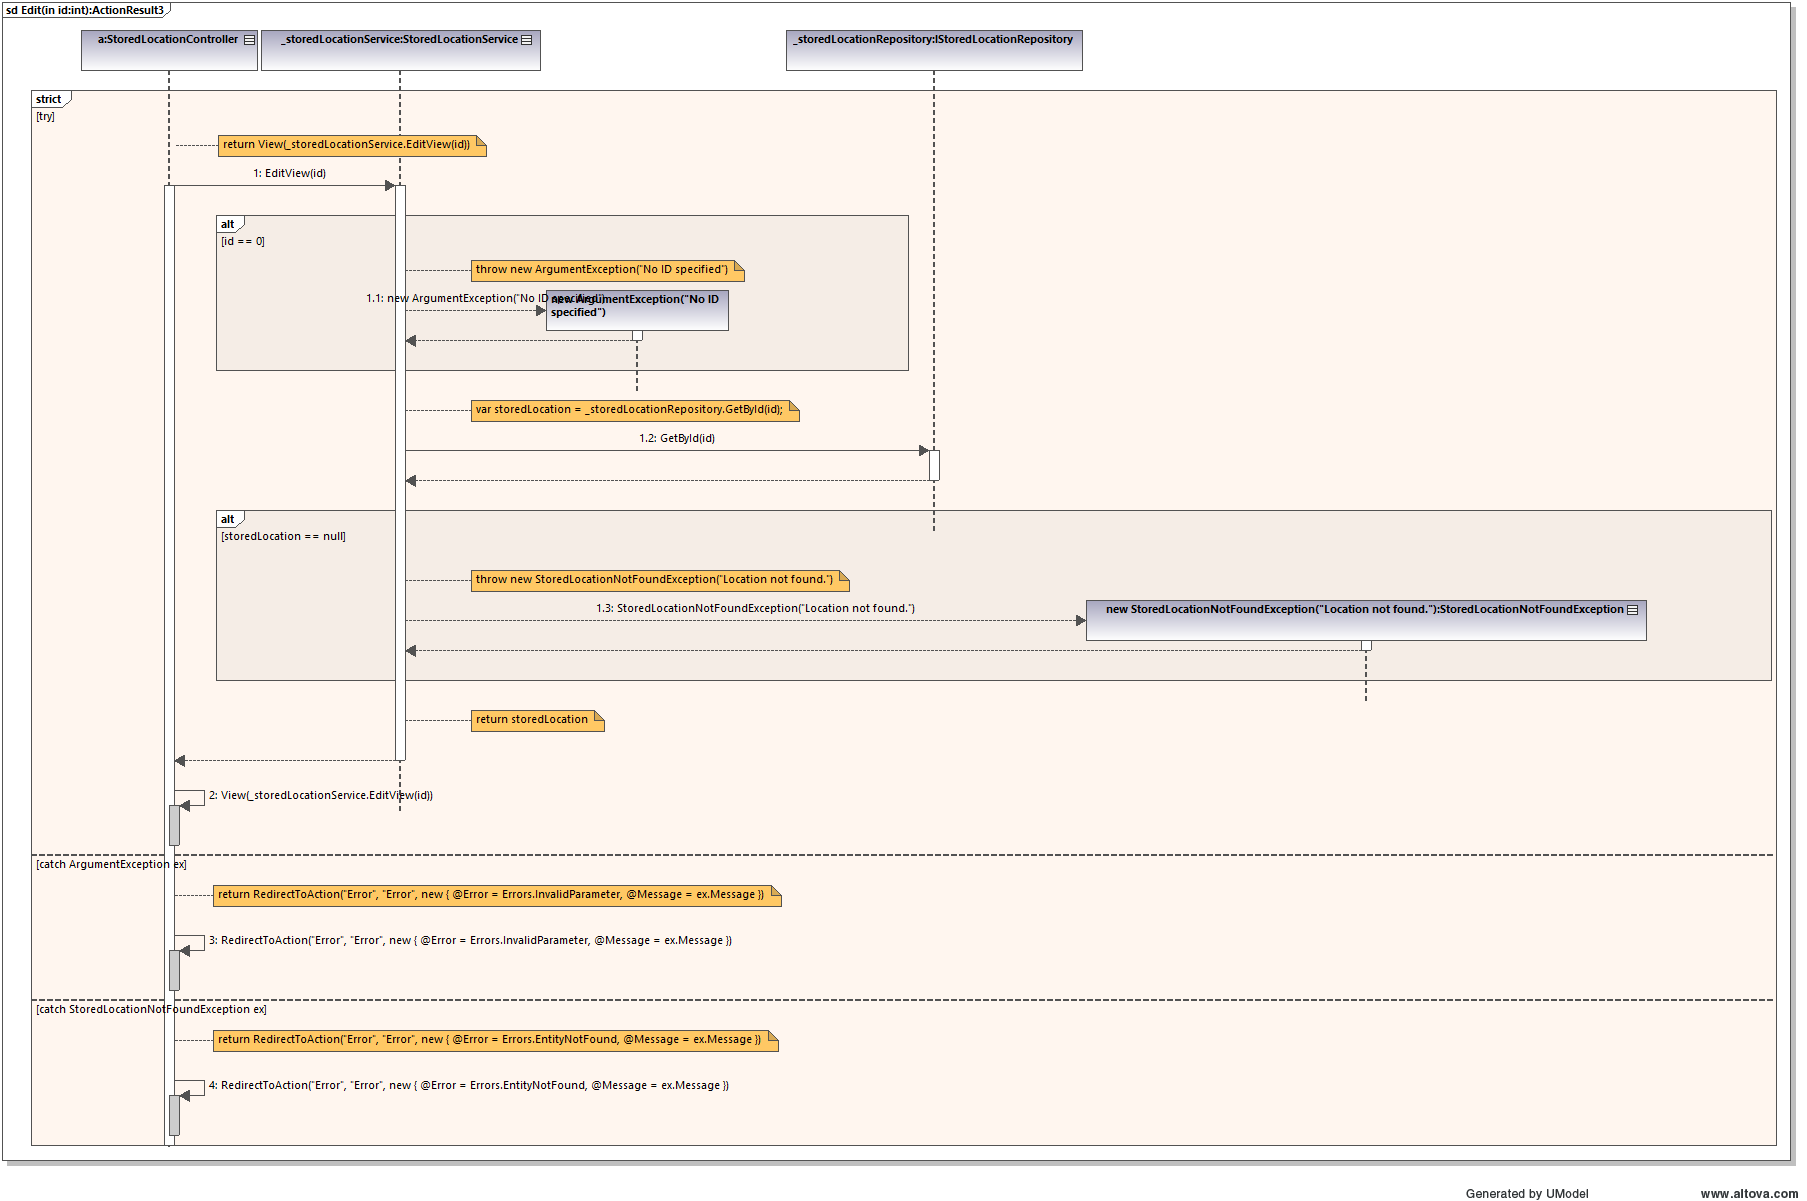 sd Edit(in id:int):ActionResult3
a:StoredLocationController
_storedLocationService:StoredLocationService
_storedLocationRepository:IStoredLocationRepository
strict
[try]
return View(_storedLocationService.EditView(id))
1: EditView(id)
alt
[id == 0]
throw new ArgumentException("No ID specified")
1.1: new ArgumentException("No ID specified")
new ArgumentException("No ID
specified")
var storedLocation = _storedLocationRepository.GetById(id);
1.2: GetById(id)
alt
[storedLocation == null]
throw new StoredLocationNotFoundException("Location not found.")
1.3: StoredLocationNotFoundException("Location not found.")
new StoredLocationNotFoundException("Location not found."):StoredLocationNotFoundException
return storedLocation
2: View(_storedLocationService.EditView(id))
[catch ArgumentException ex]
return RedirectToAction("Error", "Error", new { @Error = Errors.InvalidParameter, @Message = ex.Message })
3: RedirectToAction("Error", "Error", new { @Error = Errors.InvalidParameter, @Message = ex.Message })
[catch StoredLocationNotFoundException ex]
return RedirectToAction("Error", "Error", new { @Error = Errors.EntityNotFound, @Message = ex.Message })
4: RedirectToAction("Error", "Error", new { @Error = Errors.EntityNotFound, @Message = ex.Message })
Generated by UModel
www.altova.com